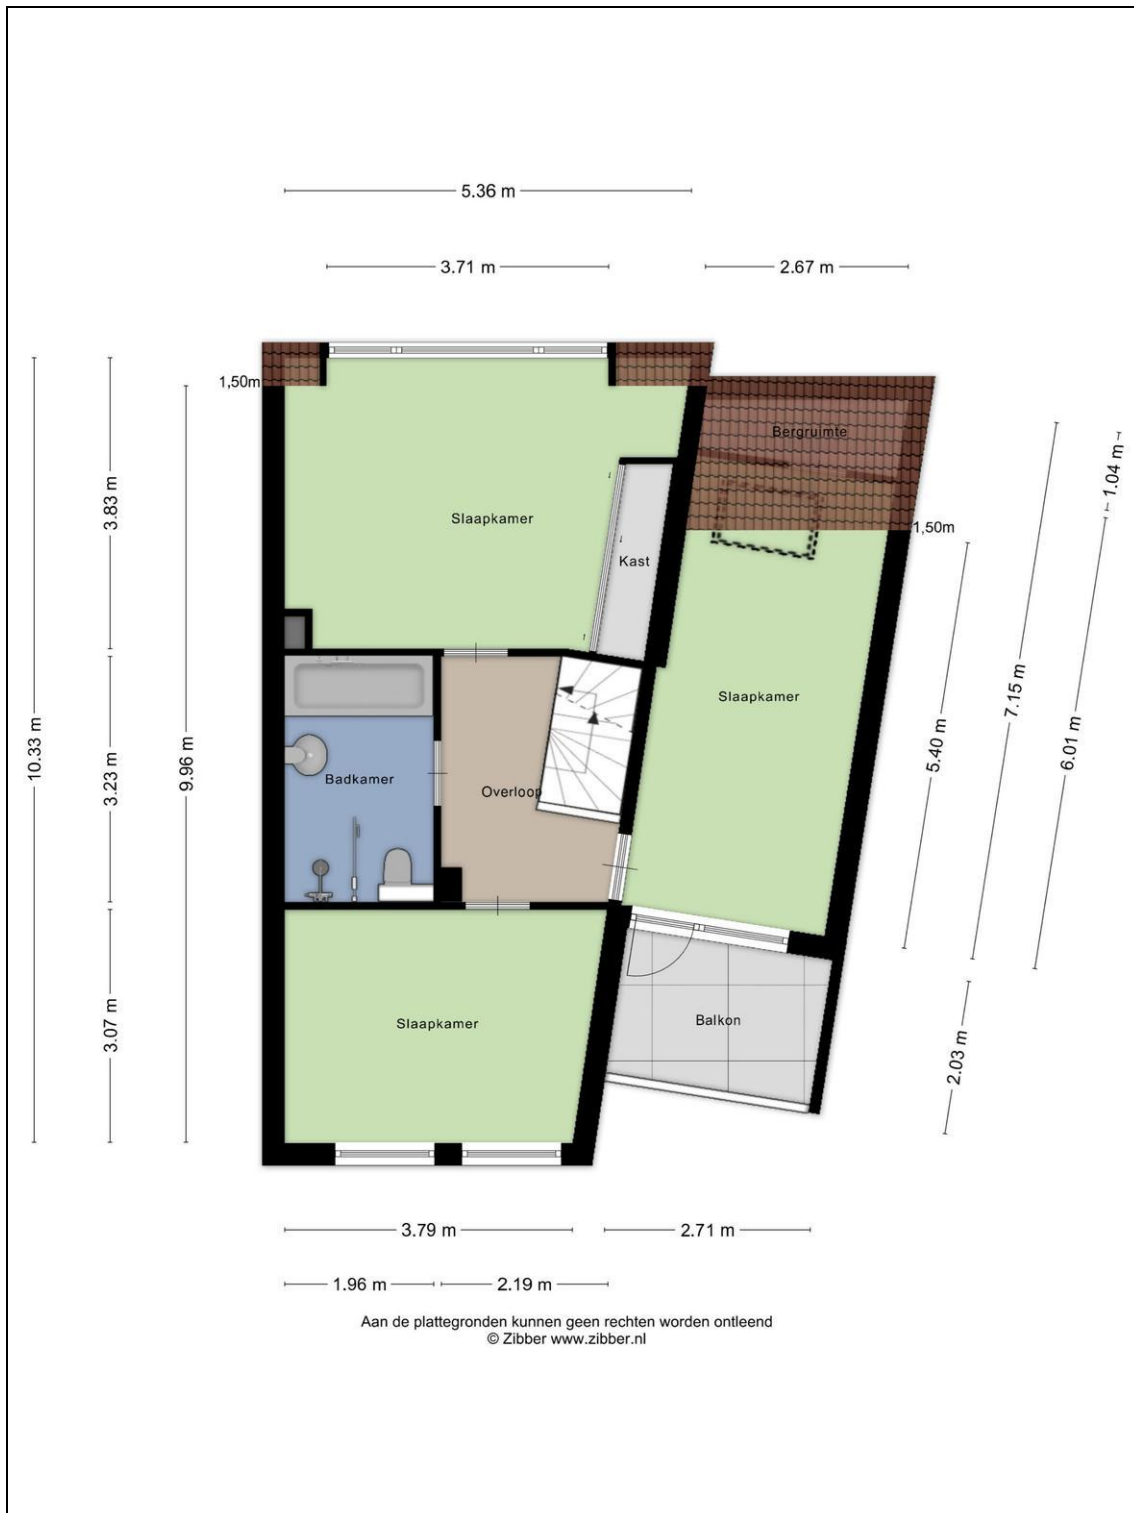 5.36 m
3.71 m
2.67 m
1,50m
Bergruimte
1.04 m
3.83 m
Slaapkamer
1,50m
Kast
Slaapkamer
7.15 m
10.33 m
3.23 m
9.96 m
Badkamer
Overloop
5.40 m
6.01 m
3.07 m
Slaapkamer
Balkon
2.03 m
3.79 m
2.71 m
1.96 m
2.19 m
Aan de plattegronden kunnen geen rechten worden ontleend
© Zibber www.zibber.nl